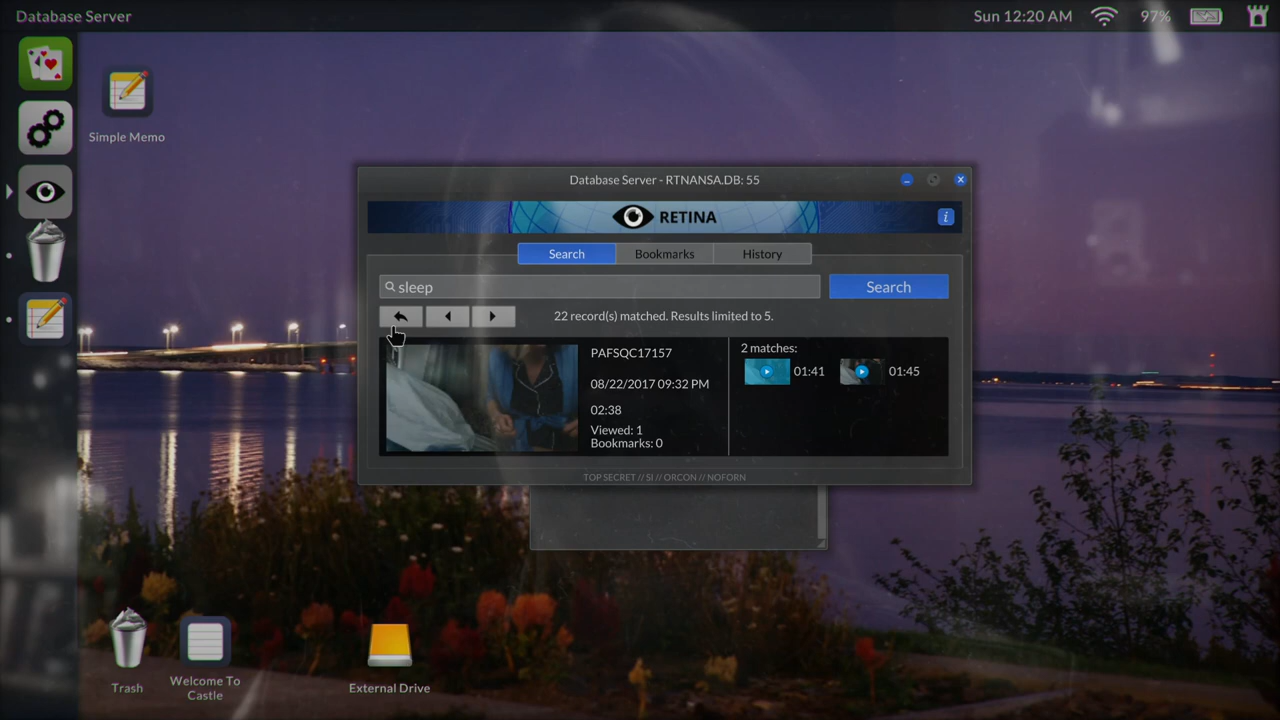 Database Server
Sun 12:20 AM
97%
Simple Memo
Database Server - RTNANSA.DB: 55
RETINA
i
Search
Bookmarks
History
sleep
Search
22 record(s) matched. Results limited to 5.
PAFSQC17157
08/22/2017 09:32 PM
02:38
Viewed: 1
Bookmarks: 0
2 matches:
01:41
01:45
TOP SECRET // SI // ORCON // NOFORN
Trash
Welcome To
Castle
External Drive